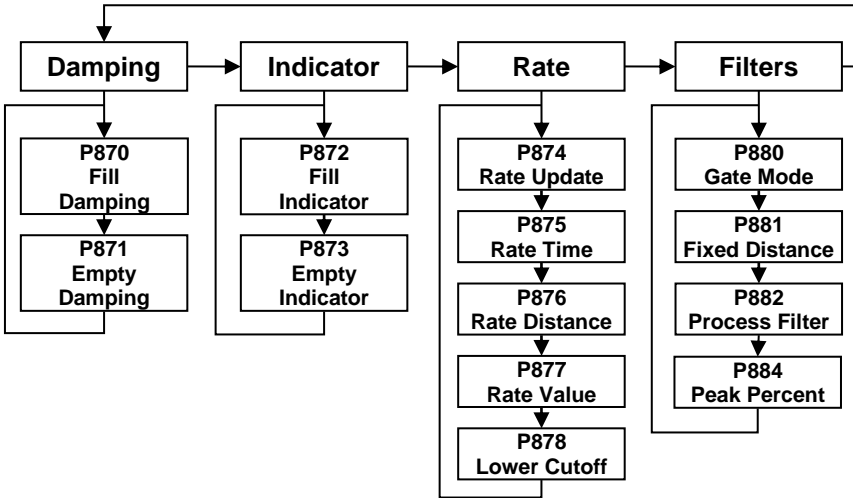 Damping
Indicator
Rate
Filters
P870
Fill
Damping
P871
Empty
Damping
P872
Fill
Indicator
P873
Empty
Indicator
P874
Rate Update
P875
Rate Time
P876
Rate Distance
P877
Rate Value
P878
Lower Cutoff
P880
Gate Mode
P881
Fixed Distance
P882
Process Filter
P884
Peak Percent